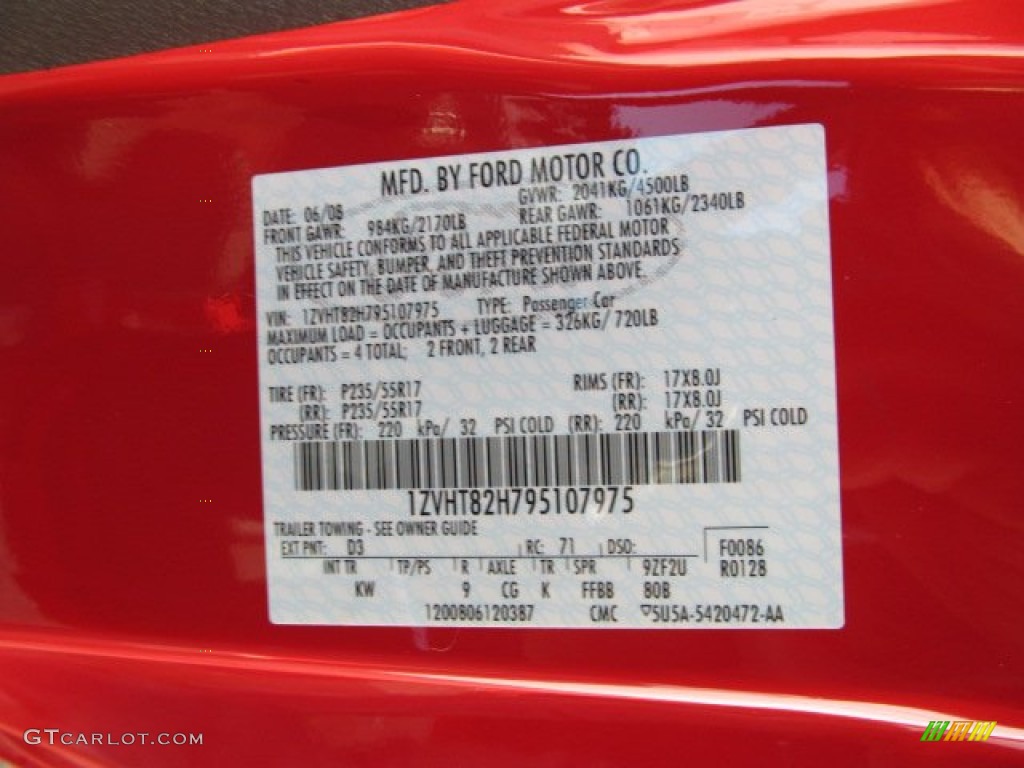 MFD. BY FORD MOTOR CO.
DATE: 06/08 GVWR: 2041KG/4500LB
FRONT GAWR: 984KG/2170LB REAR GAWR: 1061KG/2340LB
THIS VEHICLE CONFORMS TO ALL APPLICABLE FEDERAL MOTOR
VEHICLE SAFETY, BUMPER, AND THEFT PREVENTION STANDARDS
IN EFFECT ON THE DATE OF MANUFACTURE SHOWN ABOVE.
VIN: 1ZVHT82H795107975 TYPE: Passenger Car
MAXIMUM LOAD = OCCUPANTS + LUGGAGE = 326KG/ 720LB
OCCUPANTS = 4 TOTAL; 2 FRONT, 2 REAR
TIRE (FR): P235/55R17 RIMS (FR): 17X8.0J
(RR): P235/55R17 (RR): 17X8.0J
PRESSURE (FR): 220 kPa/ 32 PSI COLD (RR): 220 kPa/ 32 PSI COLD
1ZVHT82H795107975
TRAILER TOWING - SEE OWNER GUIDE
EXT PNT: D3 RC: 71 DSO: F0086
INT TR TP/PS R AXLE TR SPR 9ZF2U R0128
KW 9 CG K FFBB 80B
1200806120387 CMC ▽5U5A-5420472-AA
GTCARLOT.COM